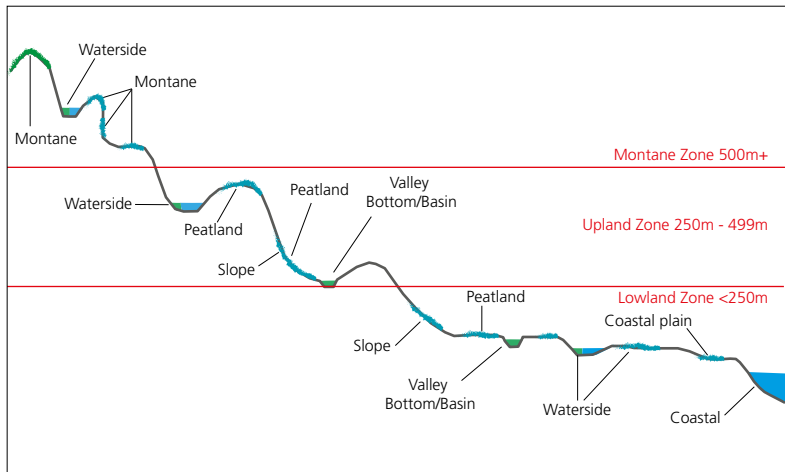 Waterside
Montane
Montane
Montane Zone 500m+
Waterside
Peatland
Peatland
Valley
Bottom/Basin
Upland Zone 250m - 499m
Slope
Lowland Zone <250m
Peatland
Coastal plain
Slope
Valley
Bottom/Basin
Waterside
Coastal